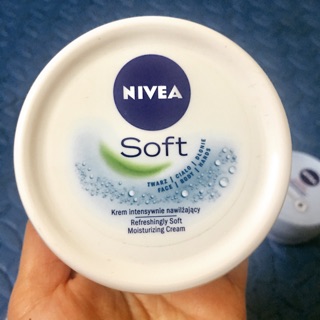 NIVEA
Soft
TWARZ | CIAŁO | DŁONIE
FACE | BODY | HANDS
Krem intensywnie nawilżający
Refreshingly Soft
Moisturizing Cream